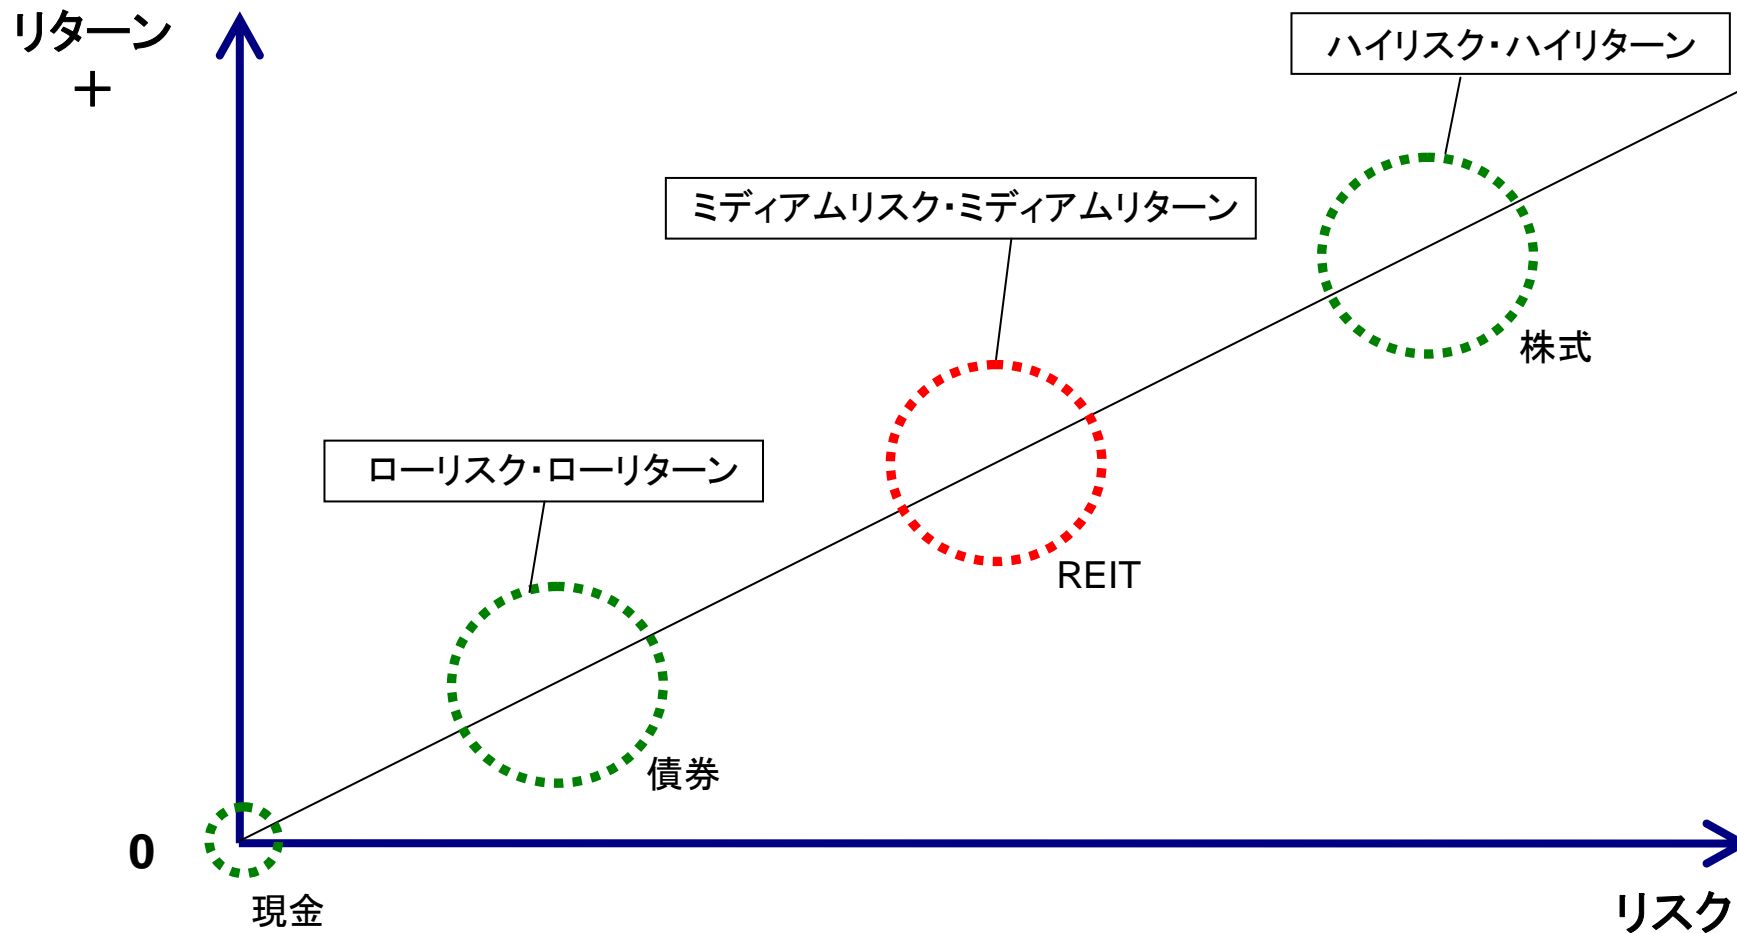 リターン
+
ハイリスク・ハイリターン
ミディアムリスク・ミディアムリターン
株式
ローリスク・ローリターン
REIT
債券
0
現金
リスク